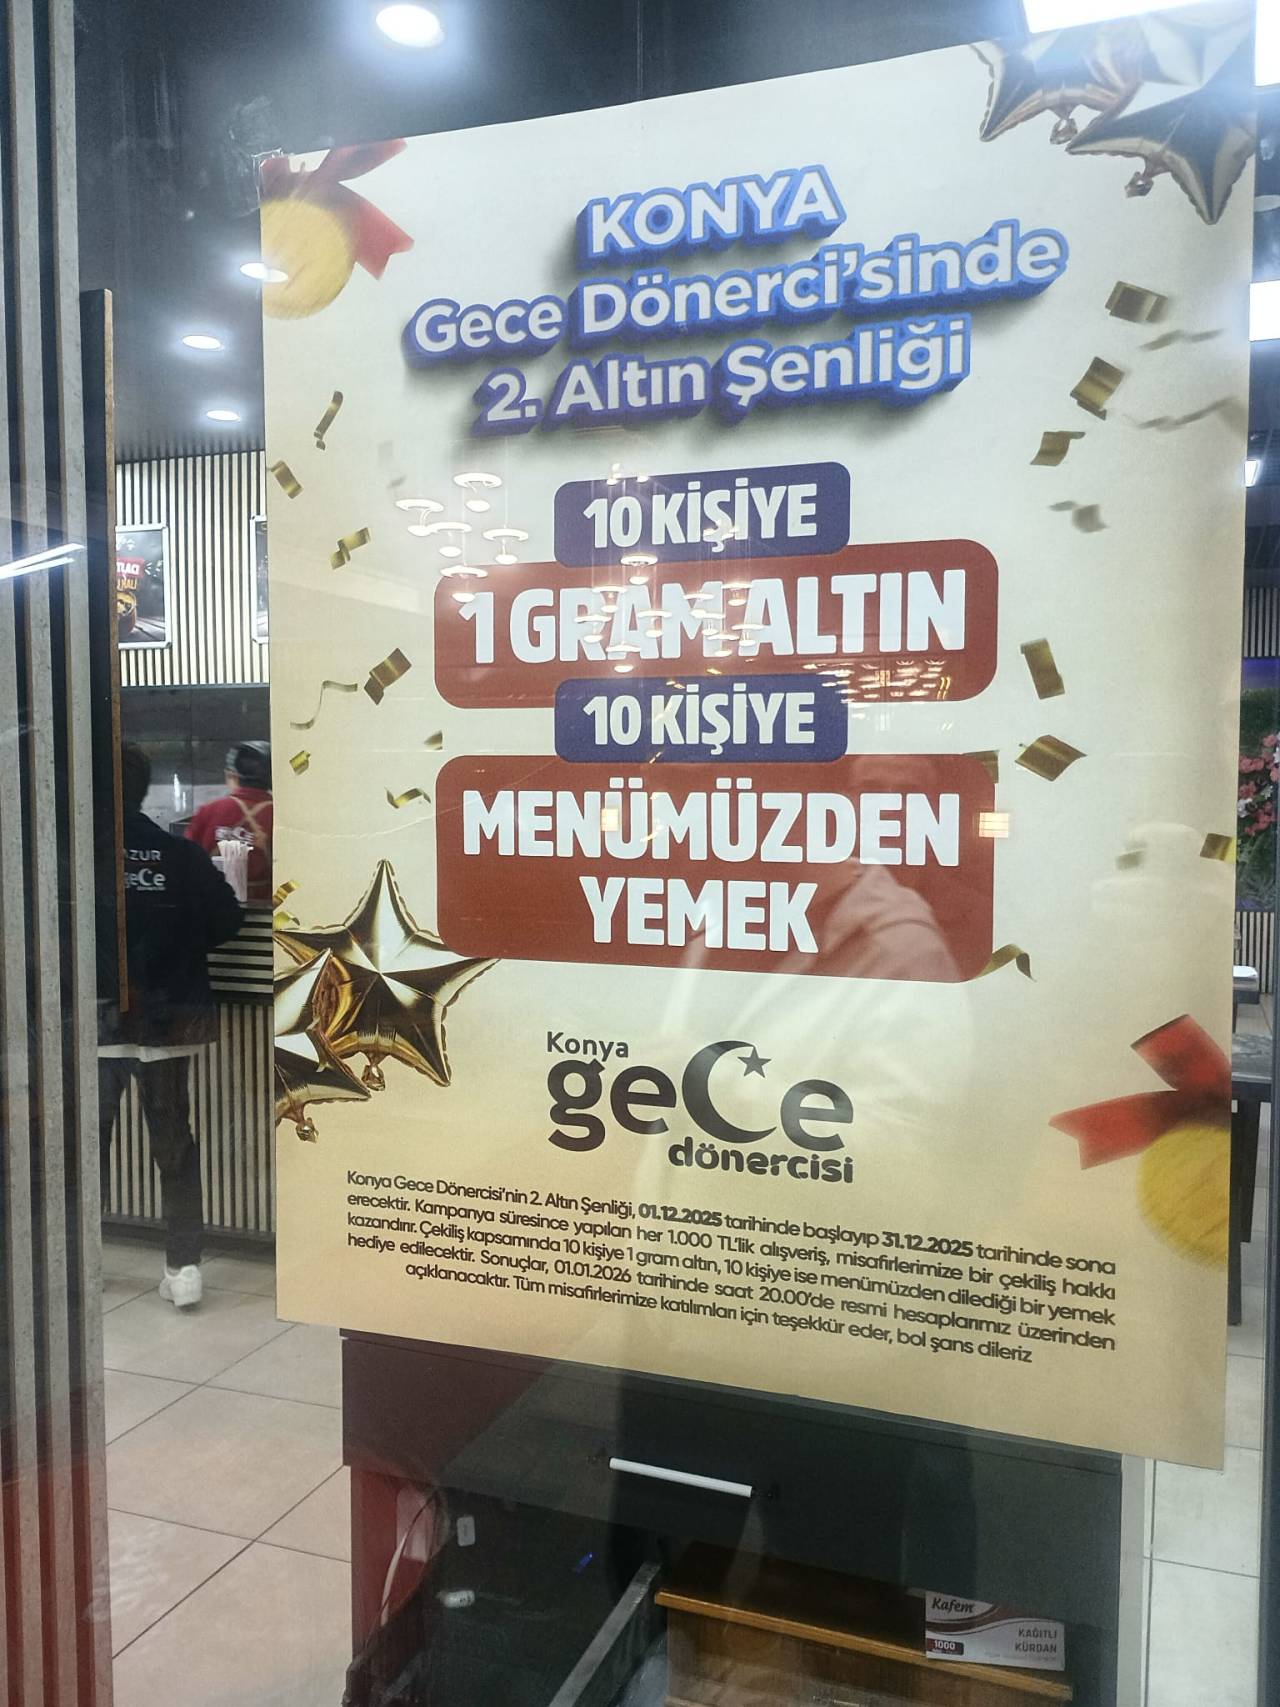 KONYA
Gece Dönerci'sinde
2. Altın Şenliği
10 KİŞİYE
1 GRAM ALTIN
10 KİŞİYE
MENÜMÜZDEN
YEMEK
Konya
gece
dönercisi
Konya Gece Dönercisi'nin 2. Altın Şenliği, 01.12.2025 tarihinde başlayıp 31.12.2025 tarihinde sona
erecektir. Kampanya süresince yapılan her 1.000 TL'lik alışveriş, misafirlerimize bir çekiliş hakkı
kazandırır. Çekiliş kapsamında 10 kişiye 1 gram altın, 10 kişiye ise menümüzden dilediği bir yemek
hediye edilecektir. Sonuçlar, 01.01.2026 tarihinde saat 20.00'de resmi hesaplarımız üzerinden
açıklanacaktır. Tüm misafirlerimize katılımları için teşekkür eder, bol şans dileriz
AZUR
gece
dönercisi
gece
Kafem
KAĞITLI
KÜRDAN
1000